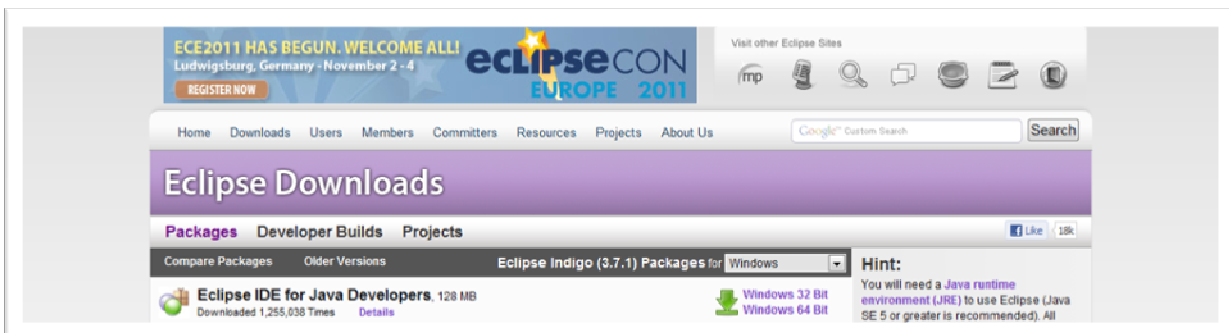 ECE2011 HAS BEGUN. WELCOME ALL!
Ludwigsburg, Germany - November 2 - 4
REGISTER NOW
eclipsecon
EUROPE 2011
Visit other Eclipse Sites
mp
Home Downloads Users Members Committers Resources Projects About Us
Google™ Custom Search
Search
Eclipse Downloads
Packages Developer Builds Projects
Like 18k
Compare Packages Older Versions Eclipse Indigo (3.7.1) Packages for Windows
Eclipse IDE for Java Developers, 128 MB
Downloaded 1,255,038 Times Details
Windows 32 Bit
Windows 64 Bit
Hint:
You will need a Java runtime
environment (JRE) to use Eclipse (Java
SE 5 or greater is recommended). All